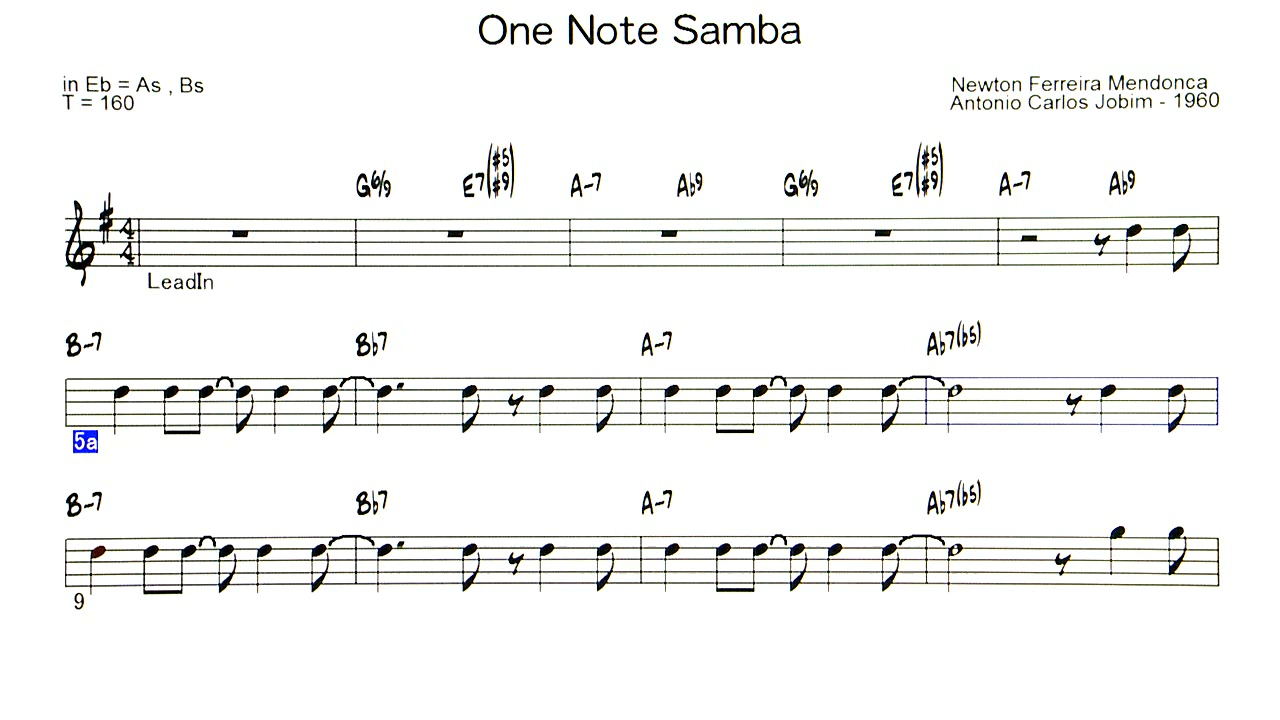 One Note Samba
in Eb = As , Bs
T = 160
Newton Ferreira Mendonca
Antonio Carlos Jobim - 1960
G6/9 E7(#5 #9) A-7 Ab9 G6/9 E7(#5 #9) A-7 Ab9
4
4
LeadIn
B-7 Bb7 A-7 Ab7(b5)
5a
B-7 Bb7 A-7 Ab7(b5)
9